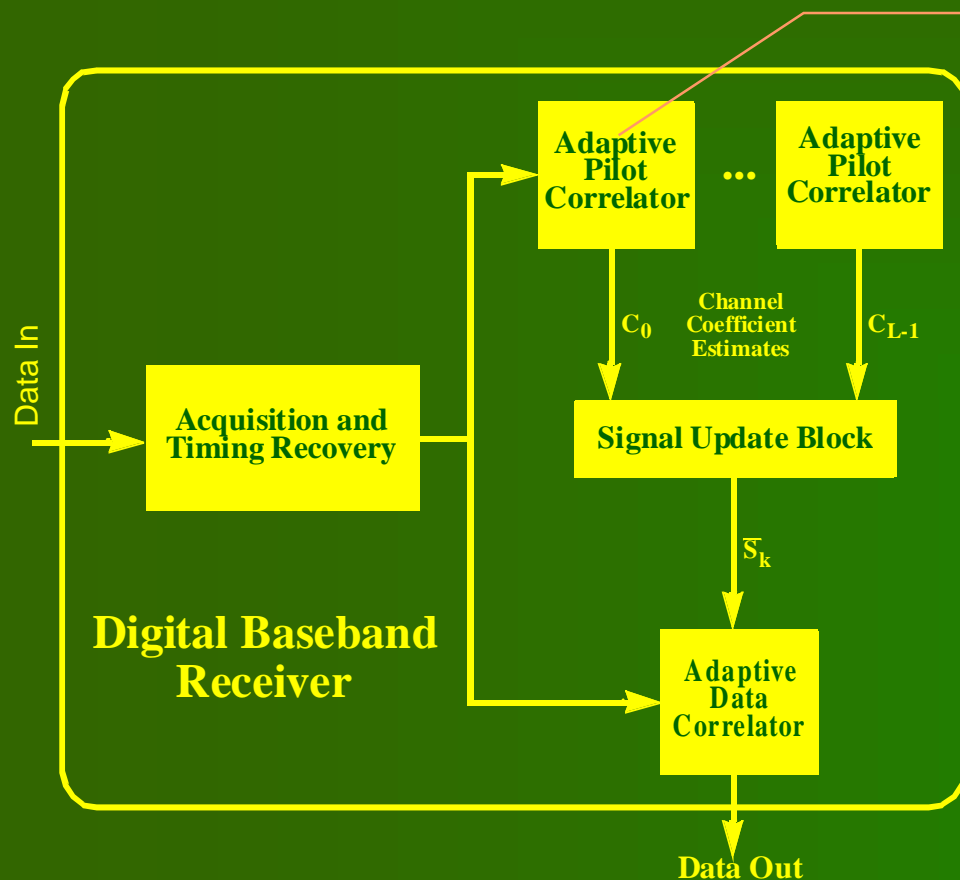 Adaptive
Pilot
Correlator
...
Adaptive
Pilot
Correlator
C0
Channel
Coefficient
Estimates
CL-1
Data In
Acquisition and
Timing Recovery
Signal Update Block
S̅k
Digital Baseband
Receiver
Adaptive
Data
Correlator
Data Out